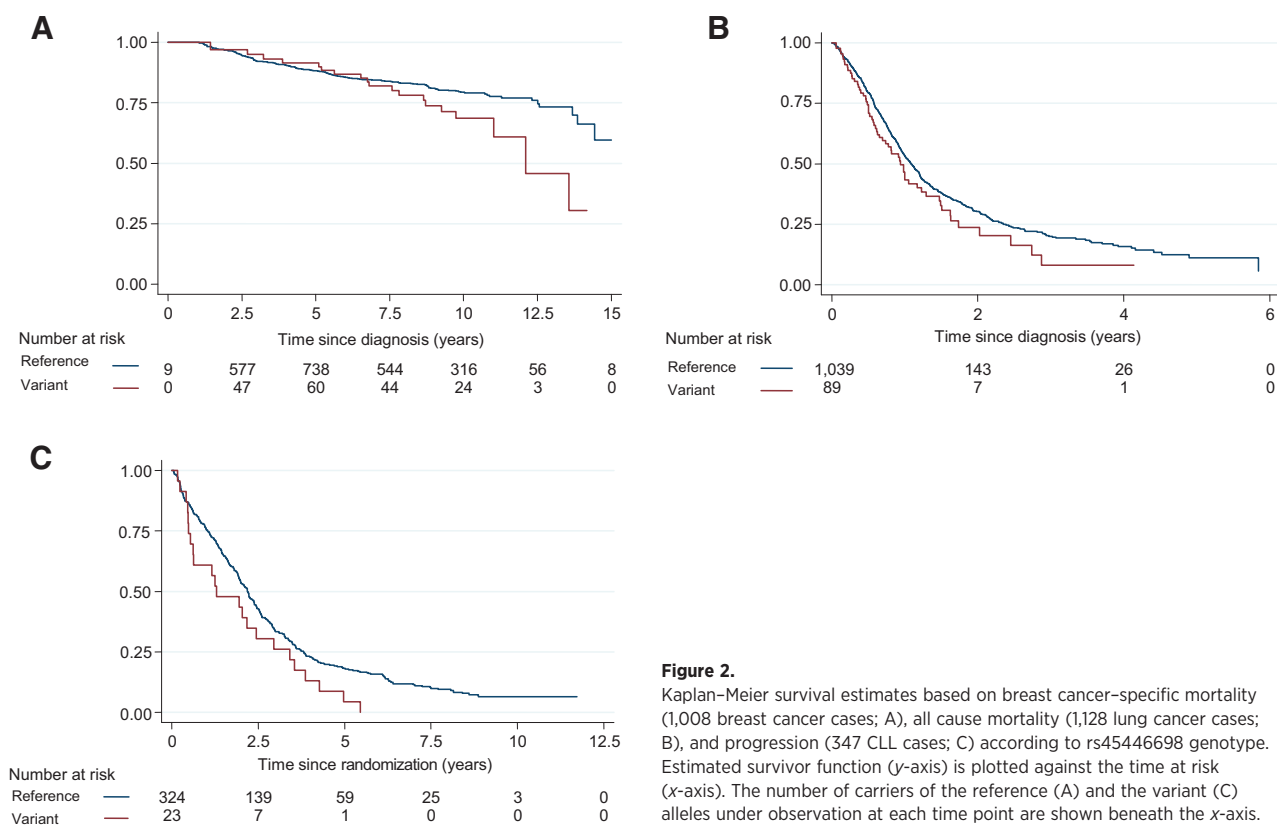 A
1.00
0.75
0.50
0.25
0.00
0 2.5 5 7.5 10 12.5 15
Time since diagnosis (years)
Number at risk
Reference 9 577 738 544 316 56 8
Variant 0 47 60 44 24 3 0
B
1.00
0.75
0.50
0.25
0.00
0 2 4 6
Time since diagnosis (years)
Number at risk
Reference 1,039 143 26 0
Variant 89 7 1 0
C
1.00
0.75
0.50
0.25
0.00
0 2.5 5 7.5 10 12.5
Time since randomization (years)
Number at risk
Reference 324 139 59 25 3 0
Variant 23 7 1 0 0 0
Figure 2.
Kaplan–Meier survival estimates based on breast cancer–specific mortality
(1,008 breast cancer cases; A), all cause mortality (1,128 lung cancer cases;
B), and progression (347 CLL cases; C) according to rs45446698 genotype.
Estimated survivor function (y-axis) is plotted against the time at risk
(x-axis). The number of carriers of the reference (A) and the variant (C)
alleles under observation at each time point are shown beneath the x-axis.